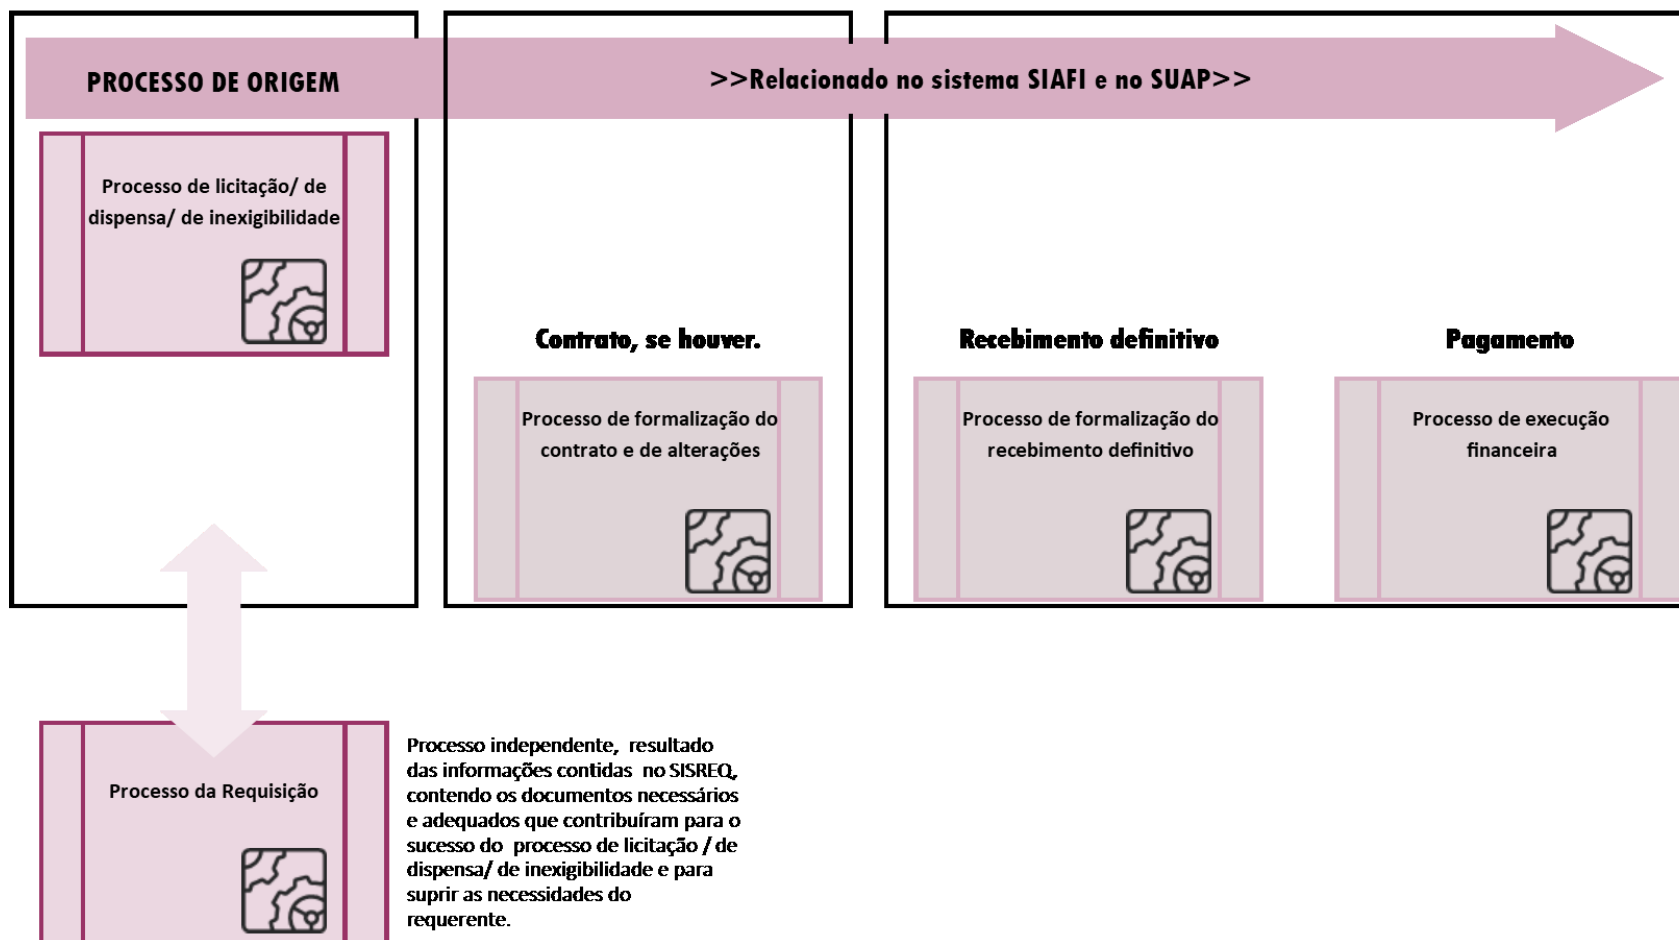 PROCESSO DE ORIGEM
>>Relacionado no sistema SIAFI e no SUAP>>
Processo de licitação/ de
dispensa/ de inexigibilidade
Contrato, se houver.
Processo de formalização do
contrato e de alterações
Recebimento definitivo
Processo de formalização do
recebimento definitivo
Pagamento
Processo de execução
financeira
Processo da Requisição
Processo independente, resultado
das informações contidas no SISREQ,
contendo os documentos necessários
e adequados que contribuíram para o
sucesso do processo de licitação / de
dispensa/ de inexigibilidade e para
suprir as necessidades do
requerente.